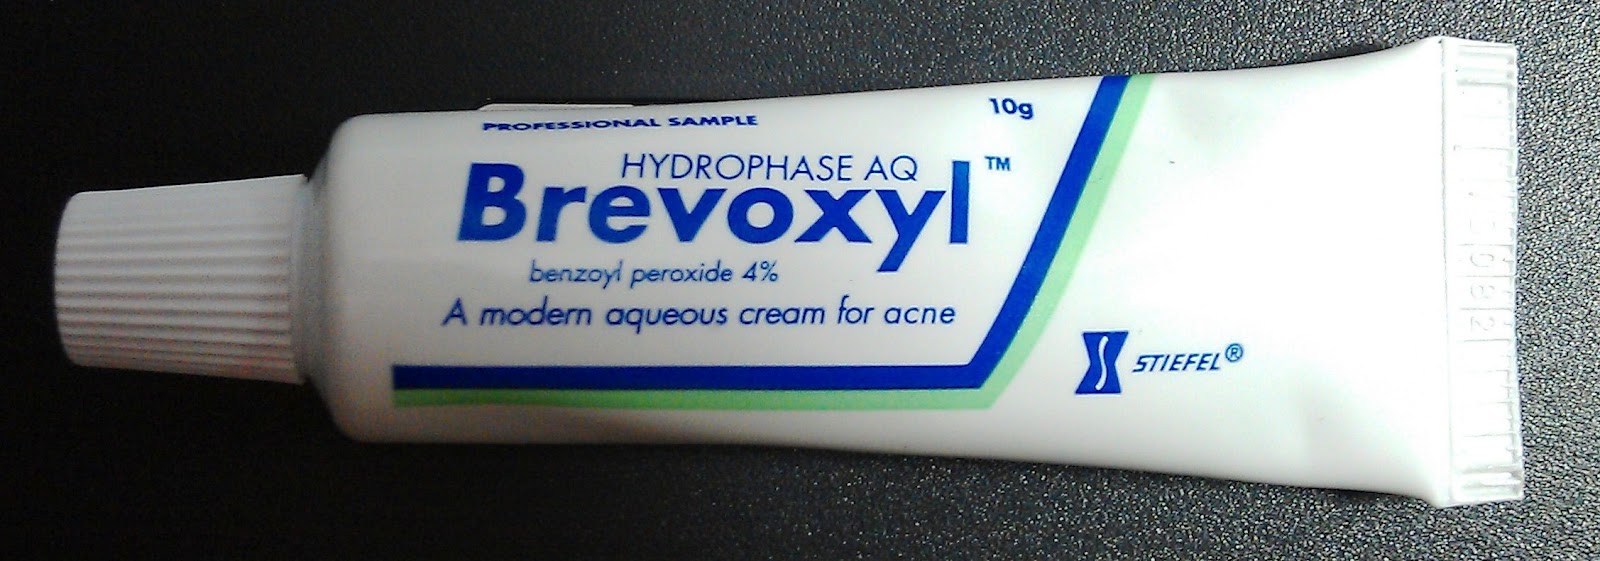 PROFESSIONAL SAMPLE
10g
HYDROPHASE AQ
Brevoxyl™
benzoyl peroxide 4%
A modern aqueous cream for acne
STIEFEL®